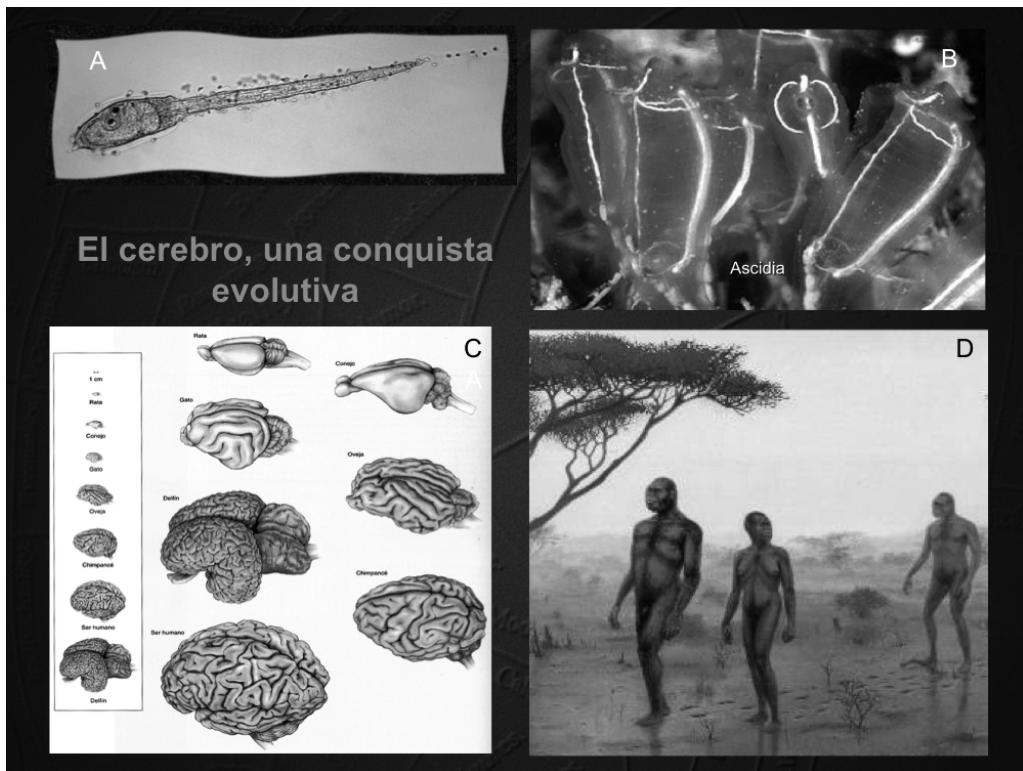 A
B
El cerebro, una conquista
evolutiva
Ascidia
C
A
D
Rata
Conejo
Gato
Oveja
Delfín
Chimpancé
Ser humano
1 cm
Rata
Conejo
Gato
Oveja
Chimpancé
Ser humano
Delfín